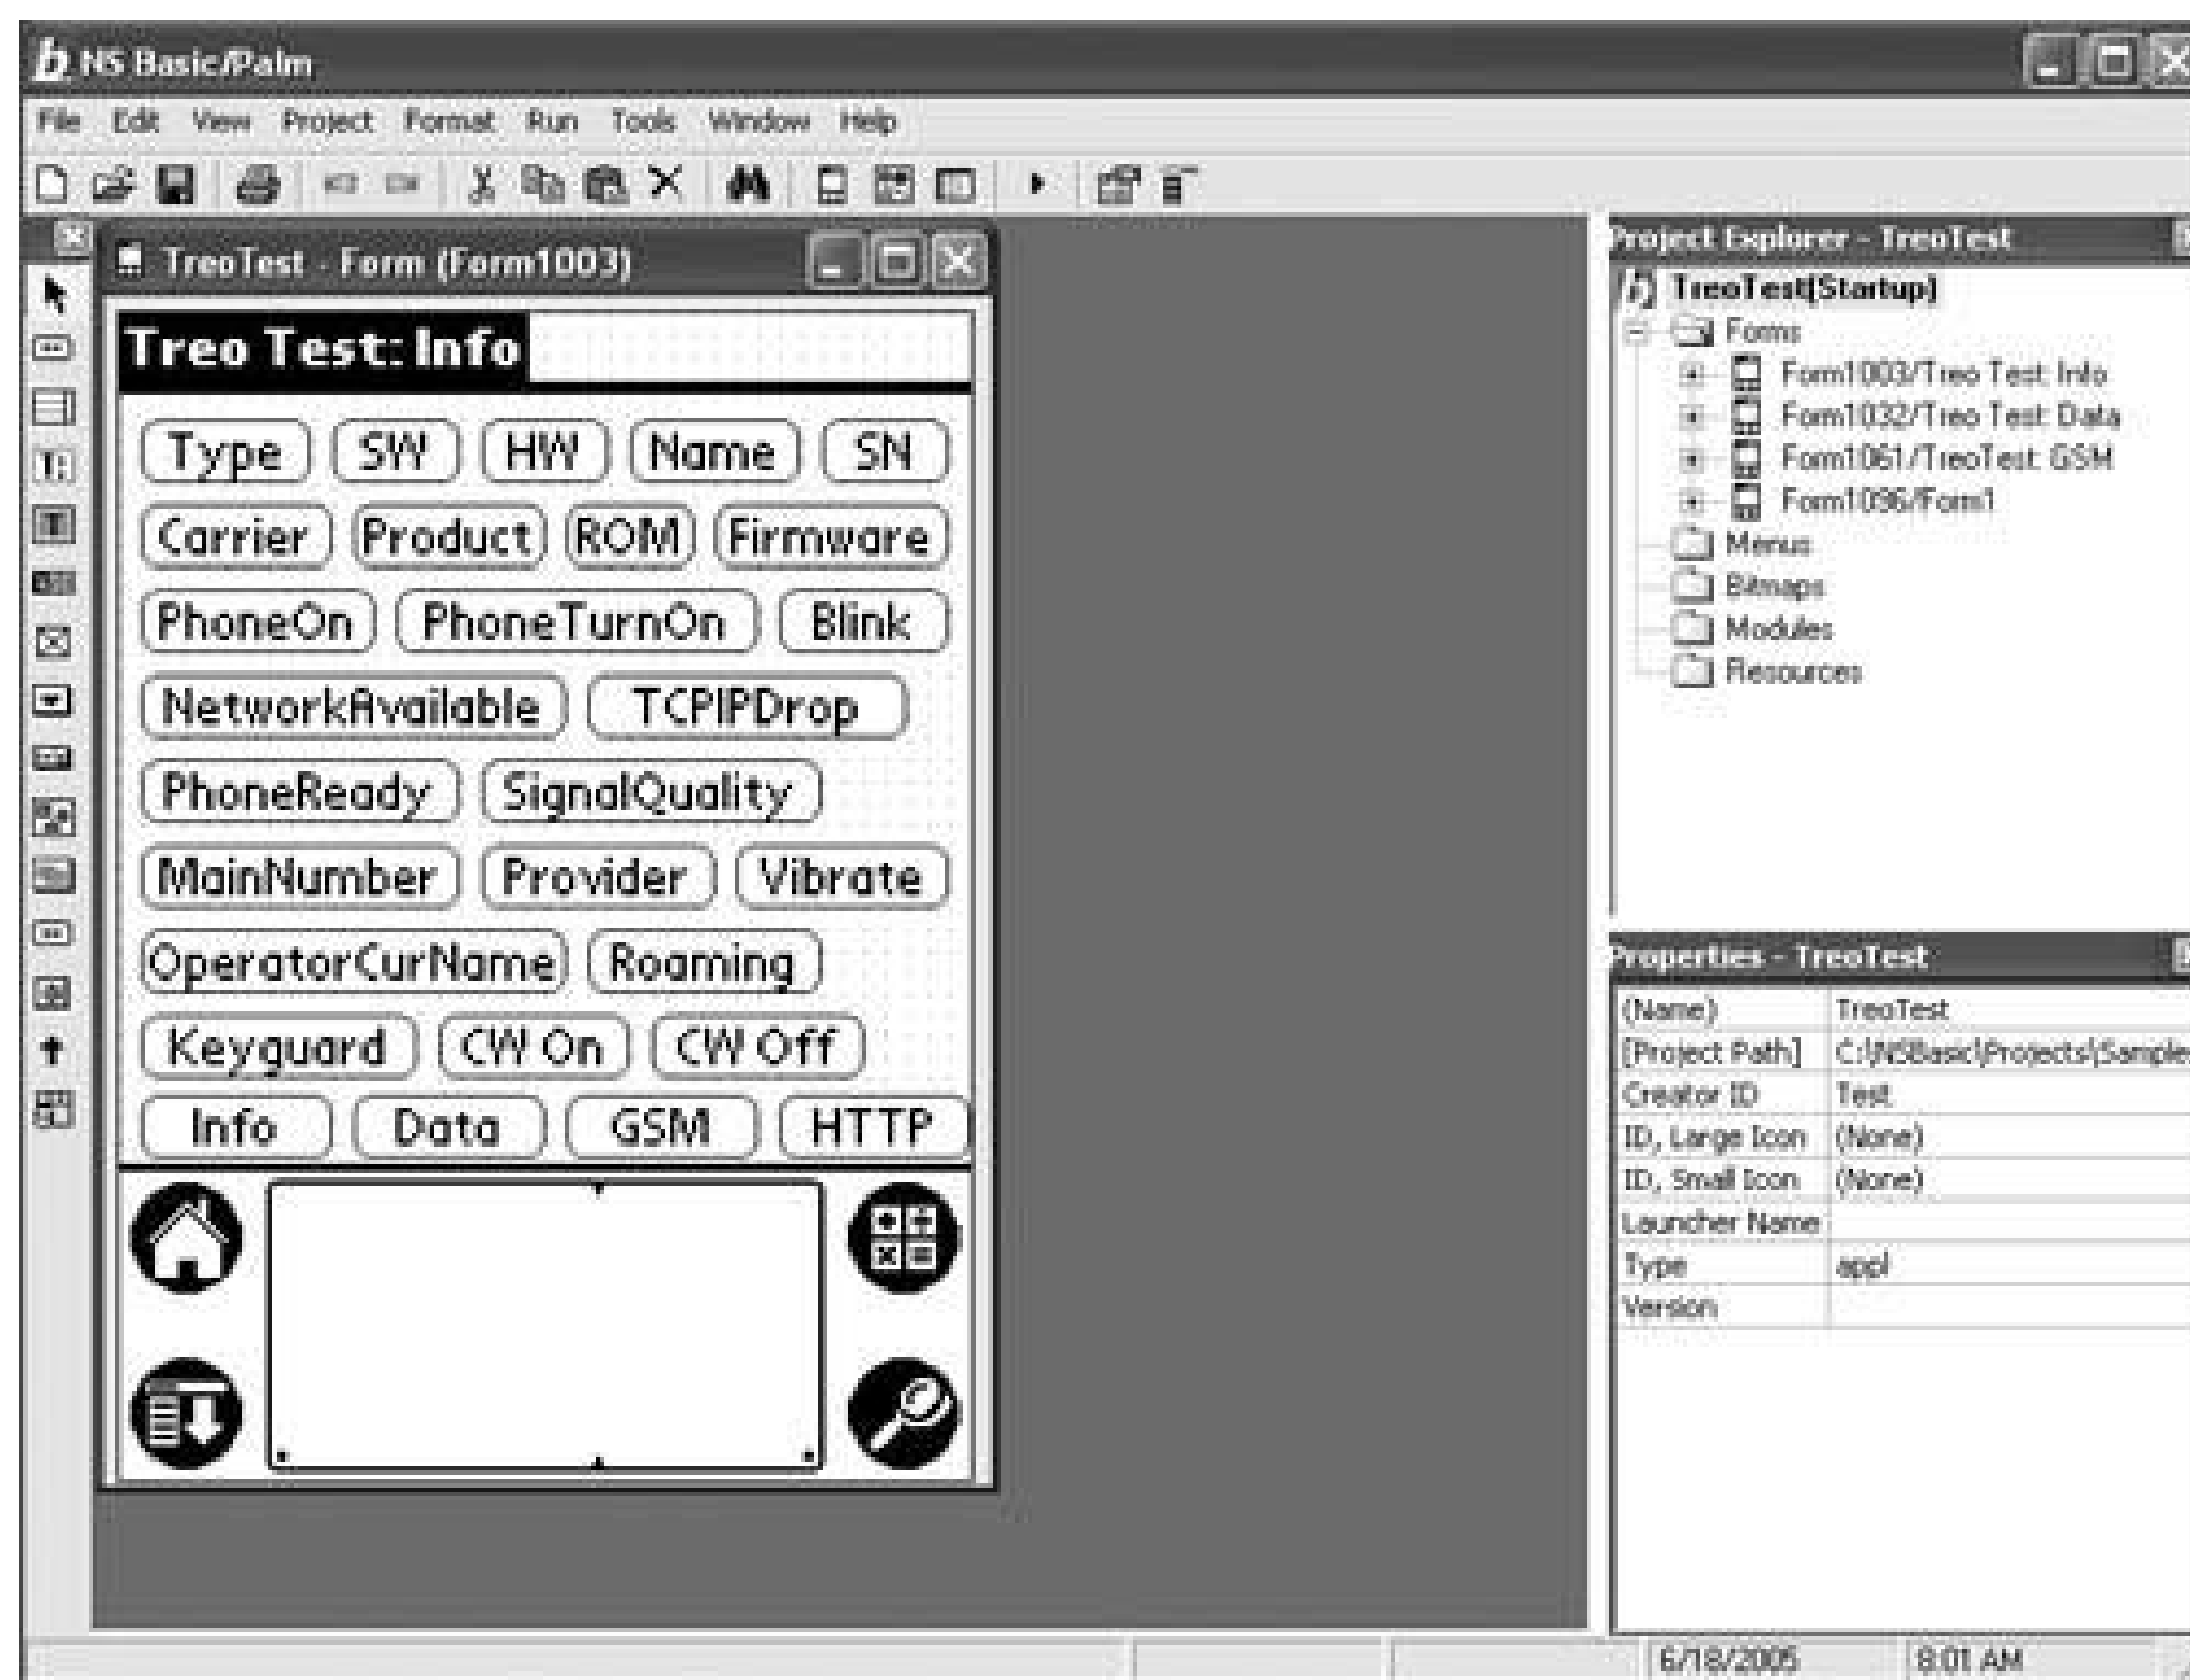 NS Basic/Palm
File Edit View Project Format Run Tools Window Help
TreoTest - Form (Form1003)
Treo Test: Info
Type SW HW Name SN
Carrier Product ROM Firmware
PhoneOn PhoneTurnOn Blink
NetworkAvailable TCPIPDrop
PhoneReady SignalQuality
MainNumber Provider Vibrate
OperatorCurName Roaming
Keyguard CW On CW Off
Info Data GSM HTTP
Project Explorer - TreoTest
TreoTest[Startup]
Forms
Form1003/Treo Test: Info
Form1032/Treo Test: Data
Form1061/TreoTest: GSM
Form1096/Form1
Menus
Bitmaps
Modules
Resources
Properties - TreoTest
(Name) TreoTest
[Project Path] C:\NSBasic\Projects\Sample
Creator ID Test
ID, Large Icon (None)
ID, Small Icon (None)
Launcher Name
Type appl
Version
6/18/2005 8:01 AM